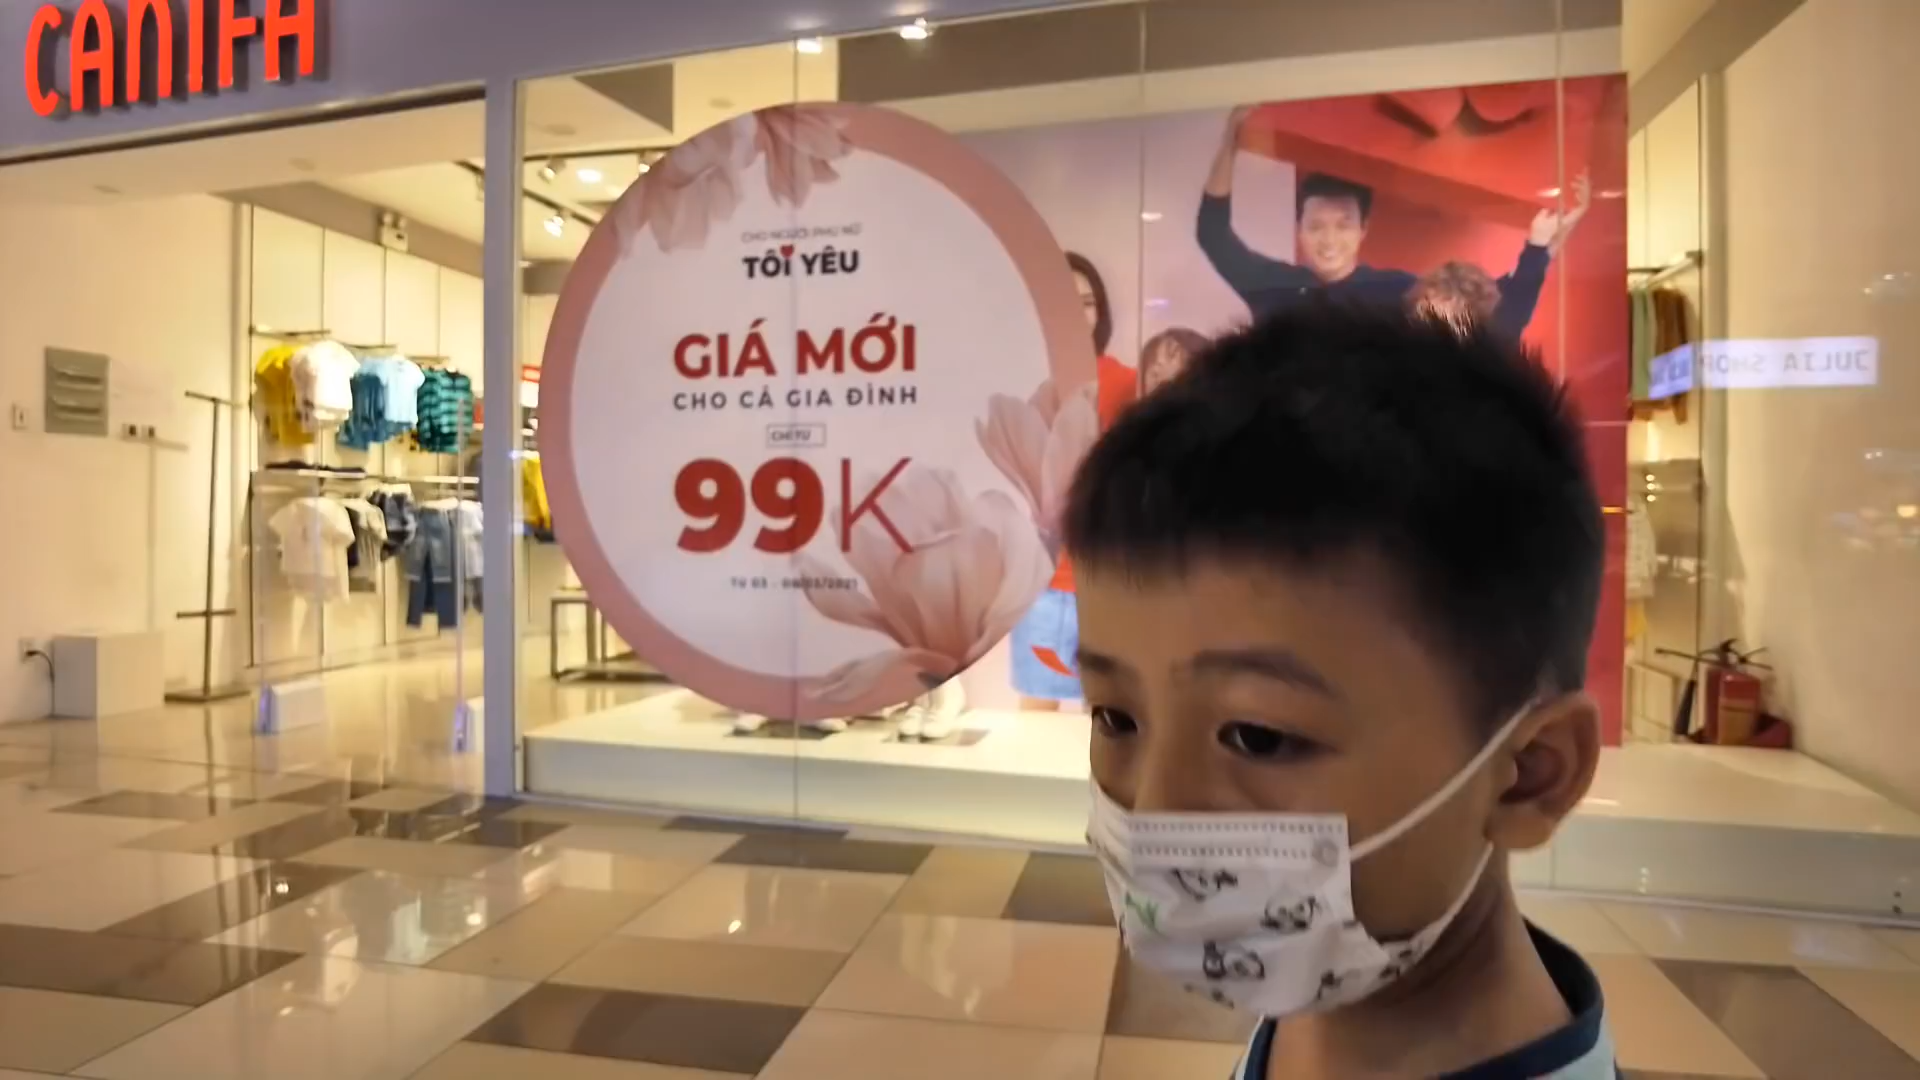 CANIFA
CHO NGƯỜI PHỤ NỮ
TÔI YÊU
GIÁ MỚI
CHO CẢ GIA ĐÌNH
CHỈ TỪ
99K
JULIA SHOP